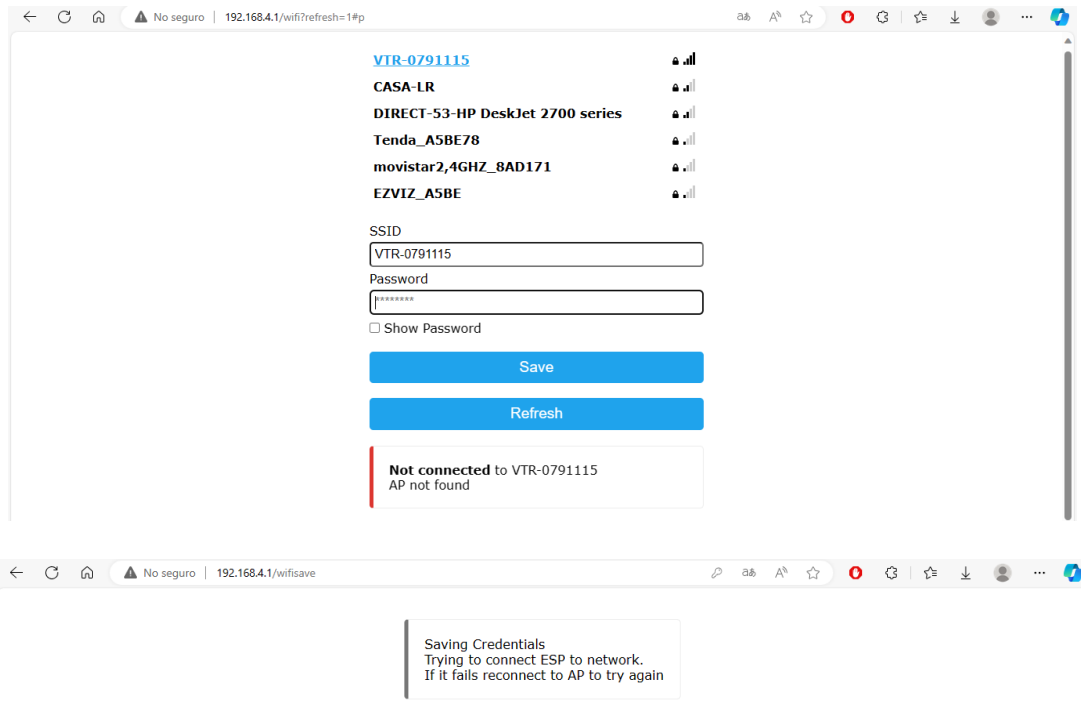 No seguro 192.168.4.1/wifi?refresh=1#p
VTR-0791115
CASA-LR
DIRECT-53-HP DeskJet 2700 series
Tenda_A5BE78
movistar2,4GHZ_8AD171
EZVIZ_A5BE
SSID
VTR-0791115
Password
********
Show Password
Save
Refresh
Not connected to VTR-0791115
AP not found
No seguro 192.168.4.1/wifisave
Saving Credentials
Trying to connect ESP to network.
If it fails reconnect to AP to try again